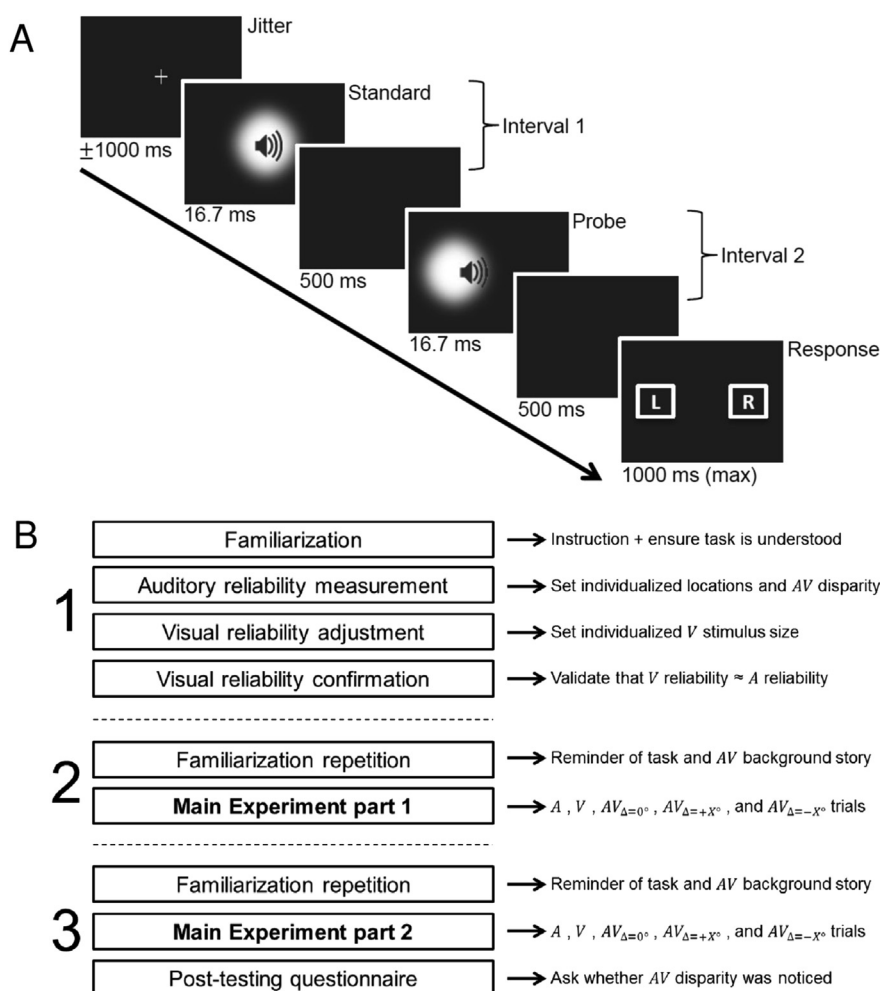 A
Jitter
±1000 ms
Standard
Interval 1
16.7 ms
500 ms
Probe
Interval 2
16.7 ms
500 ms
Response
L R
1000 ms (max)
B
1
Familiarization → Instruction + ensure task is understood
Auditory reliability measurement → Set individualized locations and AV disparity
Visual reliability adjustment → Set individualized V stimulus size
Visual reliability confirmation → Validate that V reliability ≈ A reliability
2
Familiarization repetition → Reminder of task and AV background story
Main Experiment part 1 → A , V , AV_Δ=0° , AV_Δ=+X° , and AV_Δ=−X° trials
3
Familiarization repetition → Reminder of task and AV background story
Main Experiment part 2 → A , V , AV_Δ=0° , AV_Δ=+X° , and AV_Δ=−X° trials
Post-testing questionnaire → Ask whether AV disparity was noticed